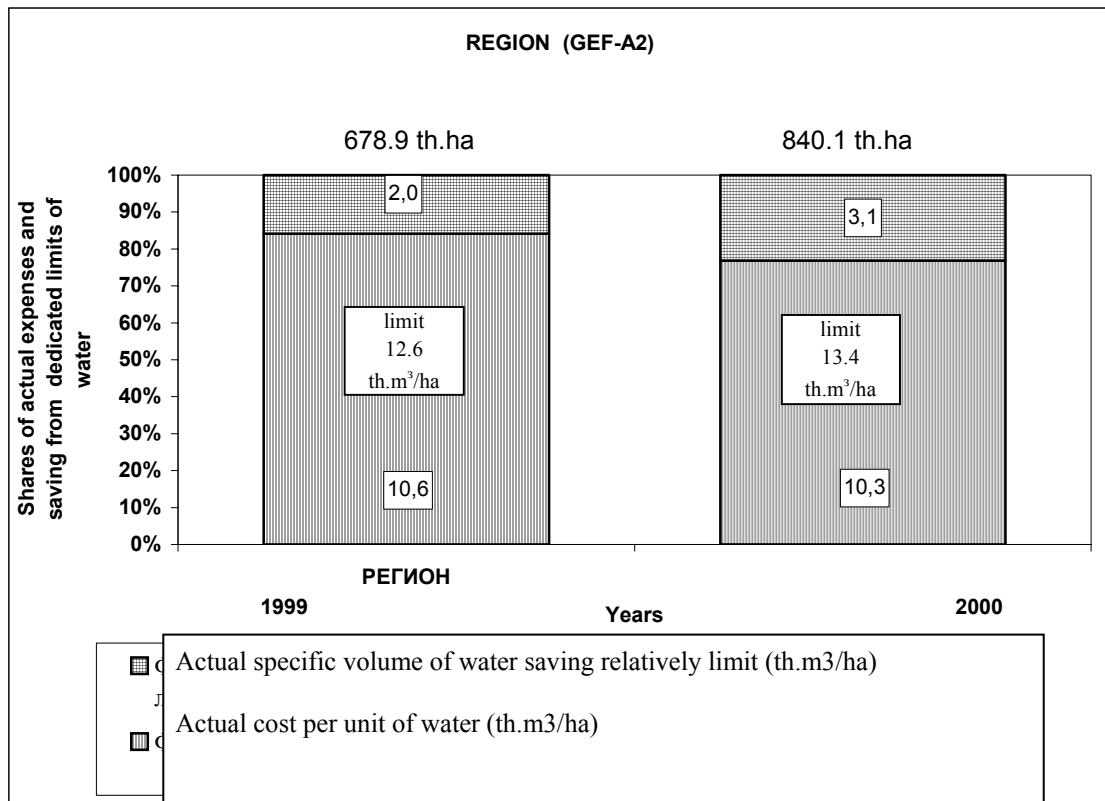 REGION (GEF-A2)
678.9 th.ha
840.1 th.ha
Shares of actual expenses and
saving from dedicated limits of
water
100%
90%
80%
70%
60%
50%
40%
30%
20%
10%
0%
2,0
3,1
limit
12.6
th.m³/ha
limit
13.4
th.m³/ha
10,6
10,3
РЕГИОН
1999
Years
2000
Actual specific volume of water saving relatively limit (th.m3/ha)
Actual cost per unit of water (th.m3/ha)